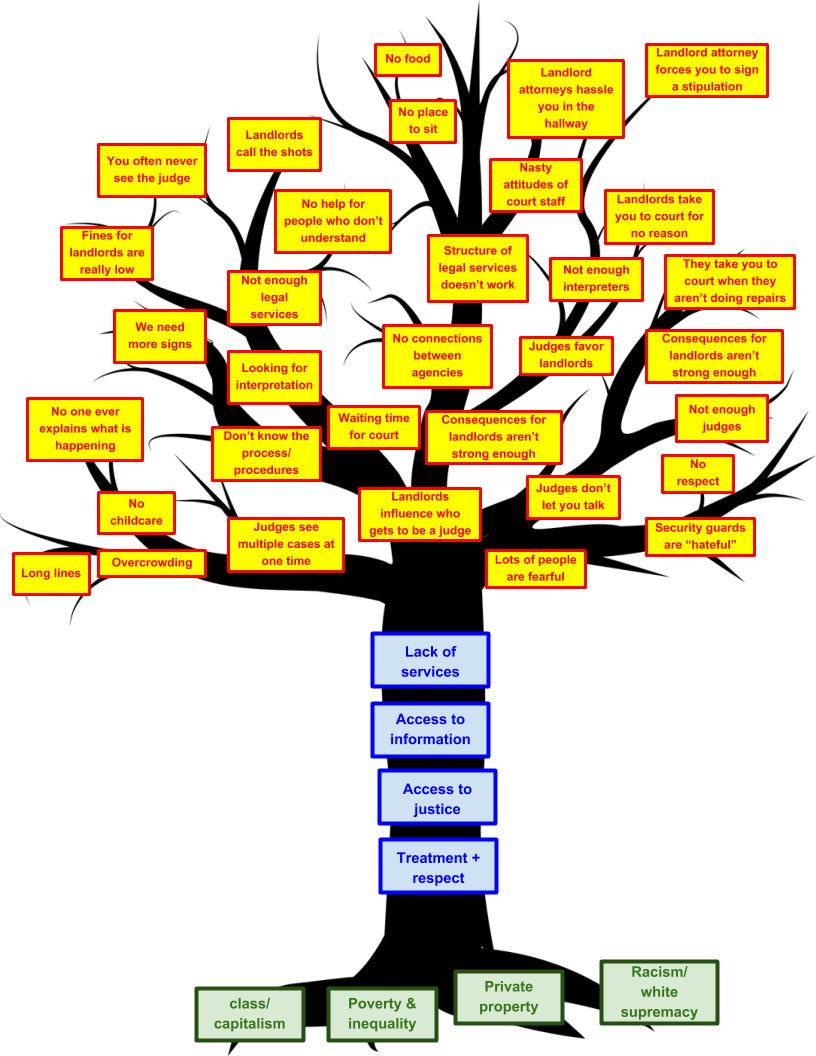 No food
Landlord attorney
forces you to sign
a stipulation
Landlord
attorneys hassle
you in the
hallway
No place
to sit
Landlords
call the shots
You often never
see the judge
Nasty
attitudes of
court staff
No help for
people who don't
understand
Landlords take
you to court for
no reason
Fines for
landlords are
really low
Structure of
legal services
doesn't work
Not enough
interpreters
They take you to
court when they
aren't doing repairs
Not enough
legal
services
We need
more signs
No connections
between
agencies
Judges favor
landlords
Consequences for
landlords aren't
strong enough
Looking for
interpretation
No one ever
explains what is
happening
Waiting time
for court
Consequences for
landlords aren't
strong enough
Not enough
judges
Don't know the
process/
procedures
No
respect
No
childcare
Landlords
influence who
gets to be a judge
Judges don't
let you talk
Judges see
multiple cases at
one time
Security guards
are “hateful”
Long lines
Overcrowding
Lots of people
are fearful
Lack of
services
Access to
information
Access to
justice
Treatment +
respect
class/
capitalism
Poverty &
inequality
Private
property
Racism/
white
supremacy